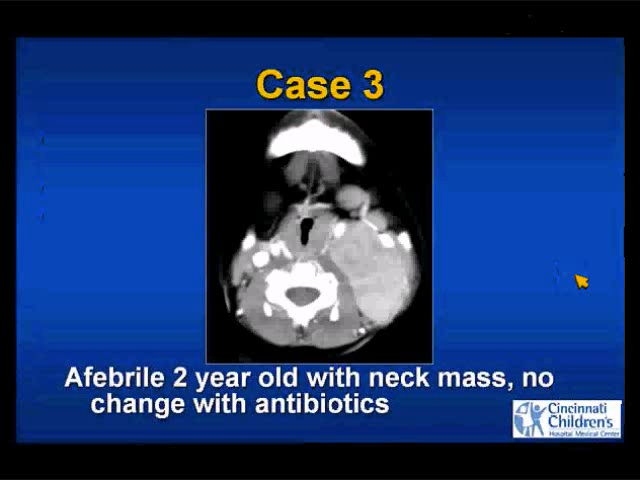 Case 3
Afebrile 2 year old with neck mass, no
change with antibiotics
Cincinnati
Children's
Hospital Medical Center